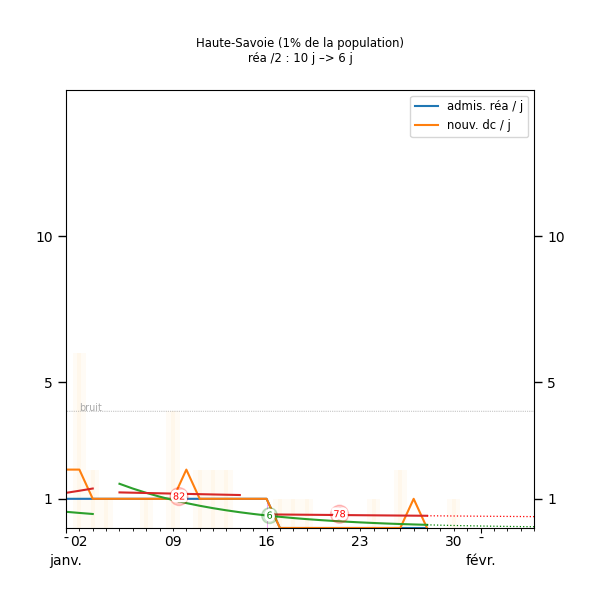 Haute-Savoie (1% de la population)
réa /2 : 10 j –> 6 j
admis. réa / j
nouv. dc / j
10 10
5 5
bruit
82
6 78
1 1
02 09 16 23 30 -
janv. févr.